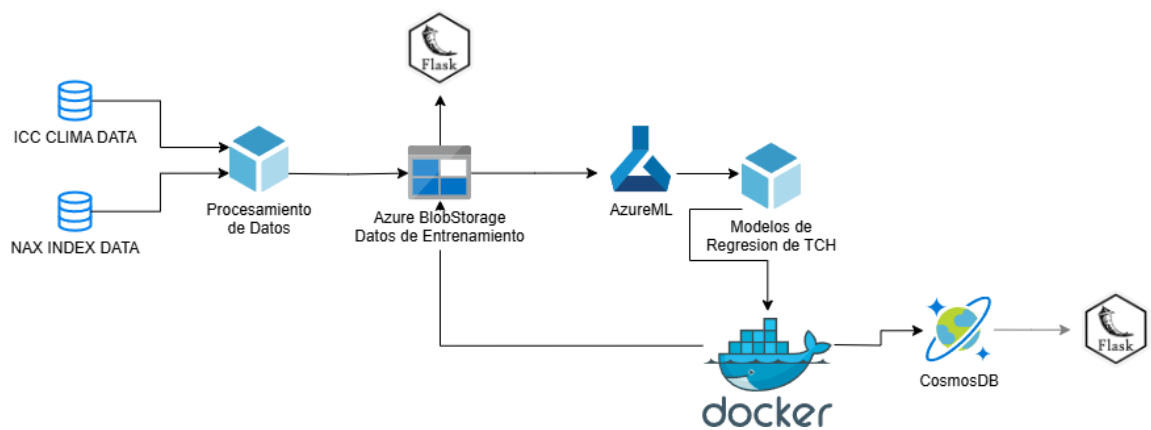 Flask
ICC CLIMA DATA
NAX INDEX DATA
Procesamiento
de Datos
Azure BlobStorage
Datos de Entrenamiento
AzureML
Modelos de
Regresion de TCH
docker
CosmosDB
Flask